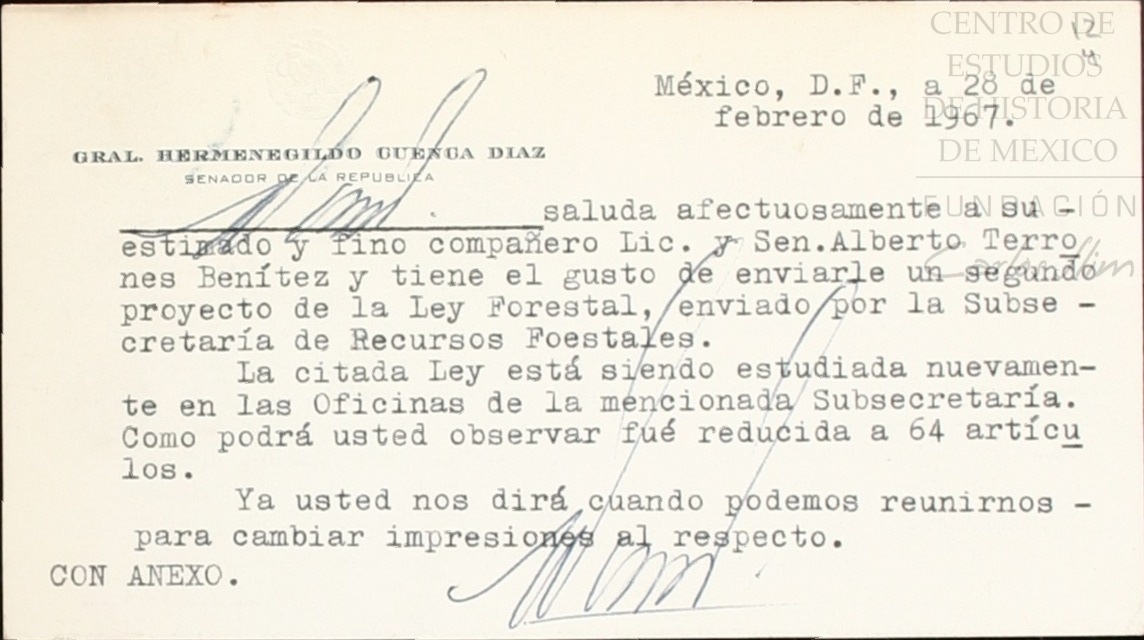 CENTRO DE
ESTUDIOS
DE HISTORIA
DE MEXICO
FUNDACIÓN
Carlos Slim
México, D.F., a 28 de
febrero de 1967.
GRAL. HERMENEGILDO CUENCA DIAZ
SENADOR DE LA REPUBLICA
saluda afectuosamente a su -
estimado y fino compañero Lic. y Sen.Alberto Terro
nes Benítez y tiene el gusto de enviarle un segundo
proyecto de la Ley Forestal, enviado por la Subse -
cretaría de Recursos Foestales.
La citada Ley está siendo estudiada nuevamen-
te en las Oficinas de la mencionada Subsecretaría.
Como podrá usted observar fué reducida a 64 artícu
los.
Ya usted nos dirá cuando podemos reunirnos -
para cambiar impresiones al respecto.
CON ANEXO.